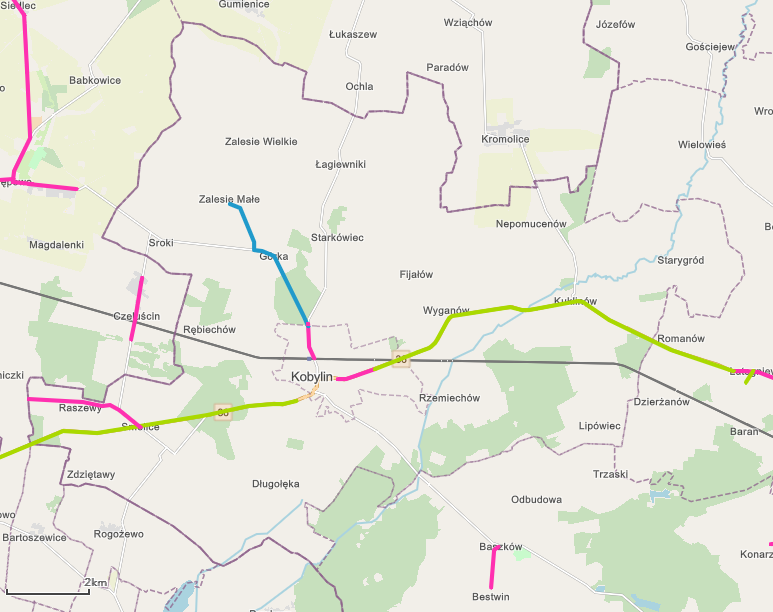 Siedlec
Gumienice
Łukaszew
Wziąchów
Józefów
Gościejew
Paradów
Babkowice
Ochla
Kromolice
Wielowieś
Zalesie Wielkie
Łagiewniki
Zalesie Małe
Nepomucenów
Starkówiec
Magdalenki
Sroki
Górka
Starygród
Fijałów
Kuklinów
Wyganów
Czeluścin
Rębiechów
Romanów
36
Kobylin
Rzemiechów
Dzierżanów
Raszewy
36
Smolice
Lipówiec
Baran
Zdziętawy
Trzaski
Długołęka
Odbudowa
Rogożewo
Bartoszewice
Baszków
Konarz
2km
Bestwin